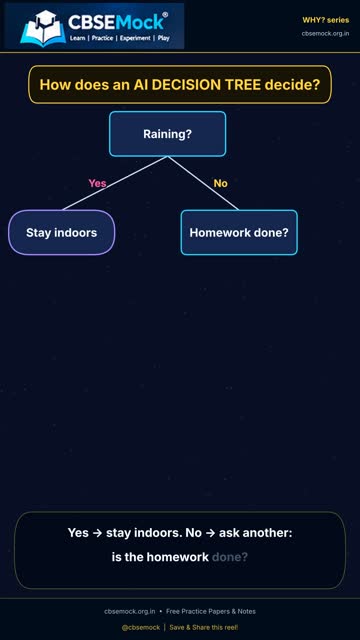 CBSEMock®
Learn | Practice | Experiment | Play
WHY? series
cbsemock.org.in
How does an AI DECISION TREE decide?
Raining?
Yes
No
Stay indoors
Homework done?
Yes → stay indoors. No → ask another:
is the homework done?
cbsemock.org.in • Free Practice Papers & Notes
@cbsemock | Save & Share this reel!